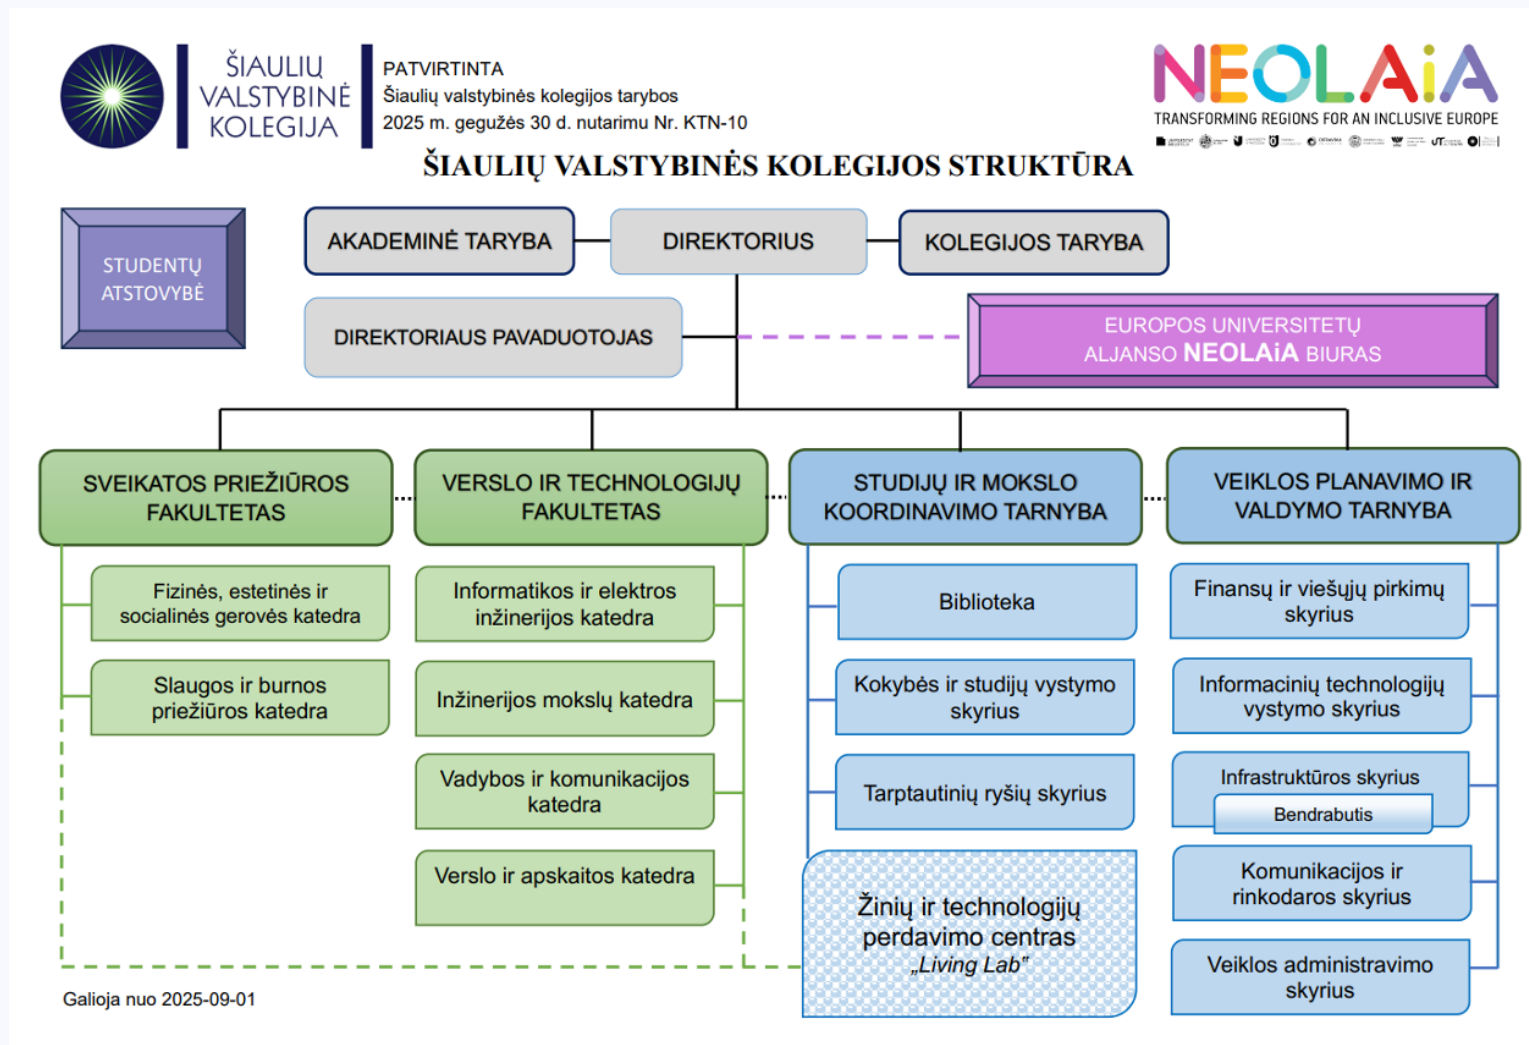 ŠIAULIŲ
VALSTYBINĖ
KOLEGIJA
PATVIRTINTA
Šiaulių valstybinės kolegijos tarybos
2025 m. gegužės 30 d. nutarimu Nr. KTN-10
NEOLAiA
TRANSFORMING REGIONS FOR AN INCLUSIVE EUROPE
ŠIAULIŲ VALSTYBINĖS KOLEGIJOS STRUKTŪRA
STUDENTŲ
ATSTOVYBĖ
AKADEMINĖ TARYBA
DIREKTORIUS
KOLEGIJOS TARYBA
DIREKTORIAUS PAVADUOTOJAS
EUROPOS UNIVERSITETŲ
ALJANSO NEOLAiA BIURAS
SVEIKATOS PRIEŽIŪROS
FAKULTETAS
VERSLO IR TECHNOLOGIJŲ
FAKULTETAS
STUDIJŲ IR MOKSLO
KOORDINAVIMO TARNYBA
VEIKLOS PLANAVIMO IR
VALDYMO TARNYBA
Fizinės, estetinės ir
socialinės gerovės katedra
Slaugos ir burnos
priežiūros katedra
Informatikos ir elektros
inžinerijos katedra
Inžinerijos mokslų katedra
Vadybos ir komunikacijos
katedra
Verslo ir apskaitos katedra
Biblioteka
Kokybės ir studijų vystymo
skyrius
Tarptautinių ryšių skyrius
Žinių ir technologijų
perdavimo centras
„Living Lab“
Finansų ir viešųjų pirkimų
skyrius
Informacinių technologijų
vystymo skyrius
Infrastruktūros skyrius
Bendrabutis
Komunikacijos ir
rinkodaros skyrius
Veiklos administravimo
skyrius
Galioja nuo 2025-09-01